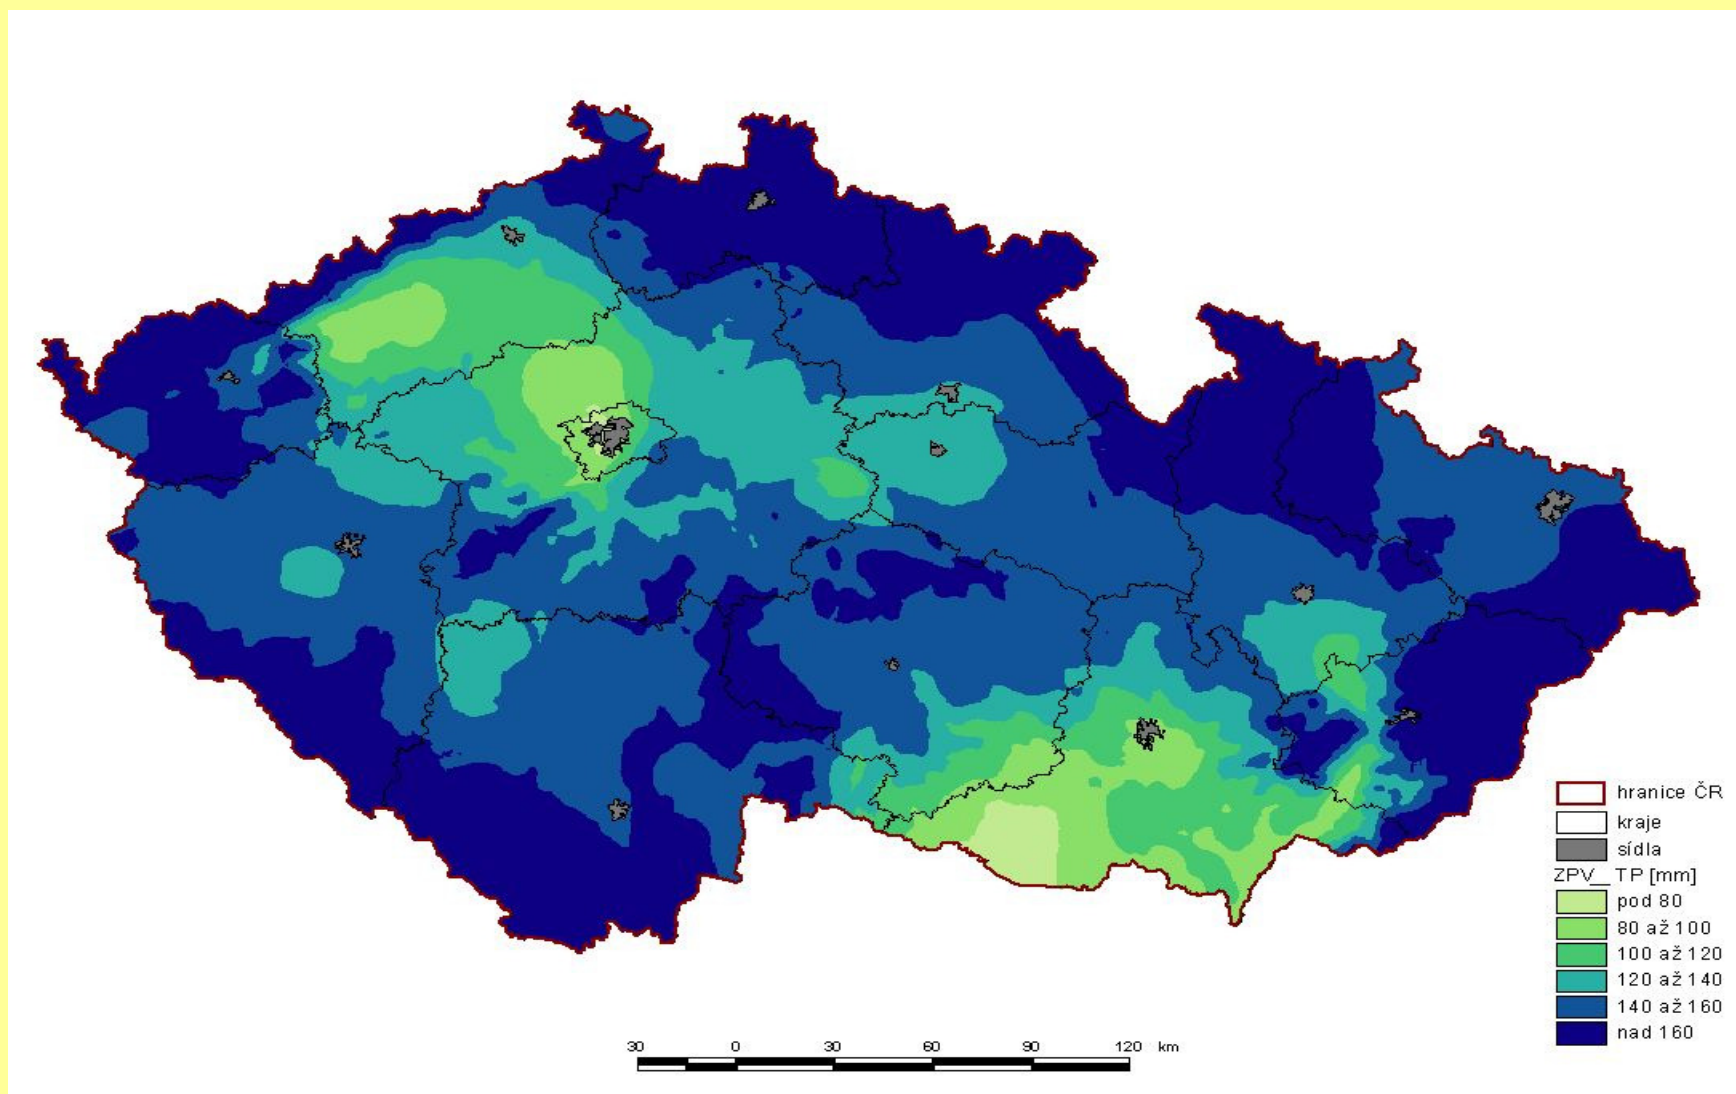 hranice ČR
kraje
sídla
ZPV__TP [mm]
pod 80
80 až 100
100 až 120
120 až 140
140 až 160
nad 160
30 0 30 60 90 120 km